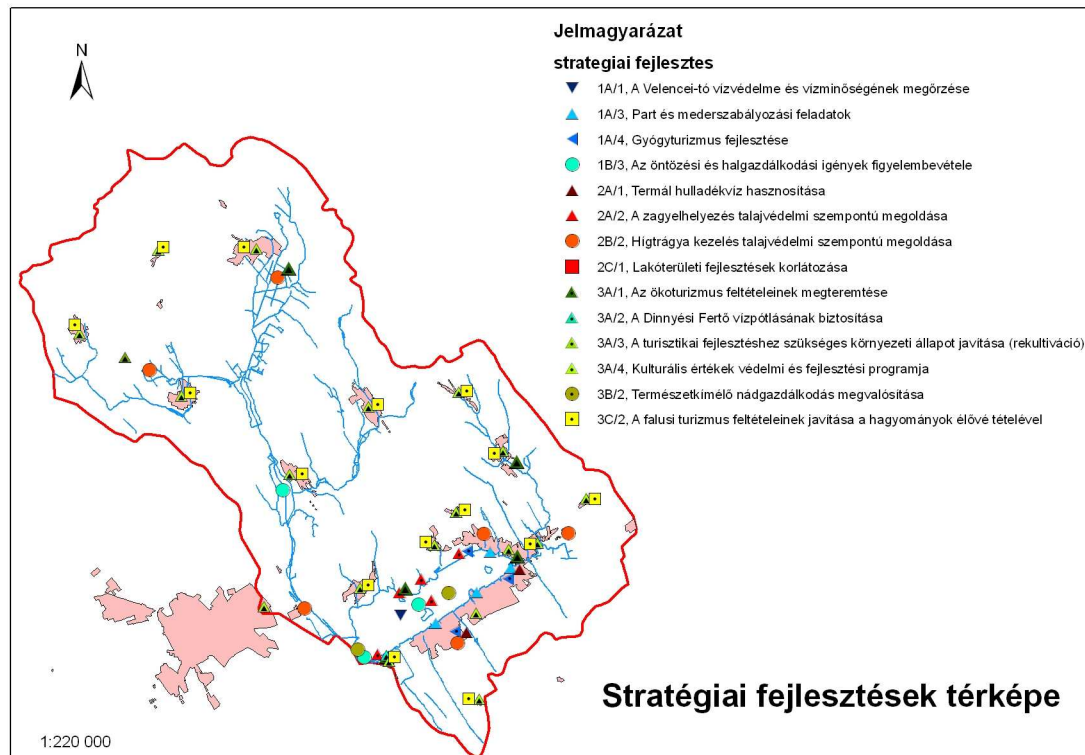 Jelmagyarázat
strategiai fejlesztes
N
1A/1, A Velencei-tó vízvédelme és vízminőségének megőrzése
1A/3, Part és mederszabályozási feladatok
1A/4, Gyógyturizmus fejlesztése
1B/3, Az öntözési és halgazdálkodási igények figyelembevétele
2A/1, Termál hulladékvíz hasznosítása
2A/2, A zagyelhelyezés talajvédelmi szempontú megoldása
2B/2, Hígtrágya kezelés talajvédelmi szempontú megoldása
2C/1, Lakóterületi fejlesztések korlátozása
3A/1, Az ökoturizmus feltételeinek megteremtése
3A/2, A Dinnyési Fertő vízpótlásának biztosítása
3A/3, A turisztikai fejlesztéshez szükséges környezeti állapot javítása (rekultiváció)
3A/4, Kulturális értékek védelmi és fejlesztési programja
3B/2, Természetkímélő nádgazdálkodás megvalósítása
3C/2, A falusi turizmus feltételeinek javítása a hagyományok élővé tételével
Stratégiai fejlesztések térképe
1:220 000